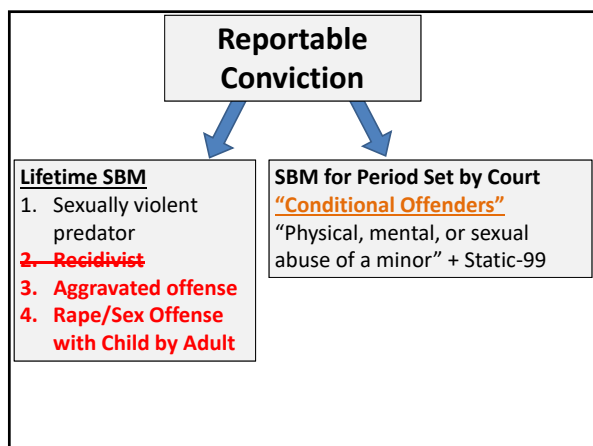 Reportable
Conviction
Lifetime SBM
1. Sexually violent
predator
2. Recidivist
3. Aggravated offense
4. Rape/Sex Offense
with Child by Adult
SBM for Period Set by Court
“Conditional Offenders”
“Physical, mental, or sexual
abuse of a minor” + Static-99